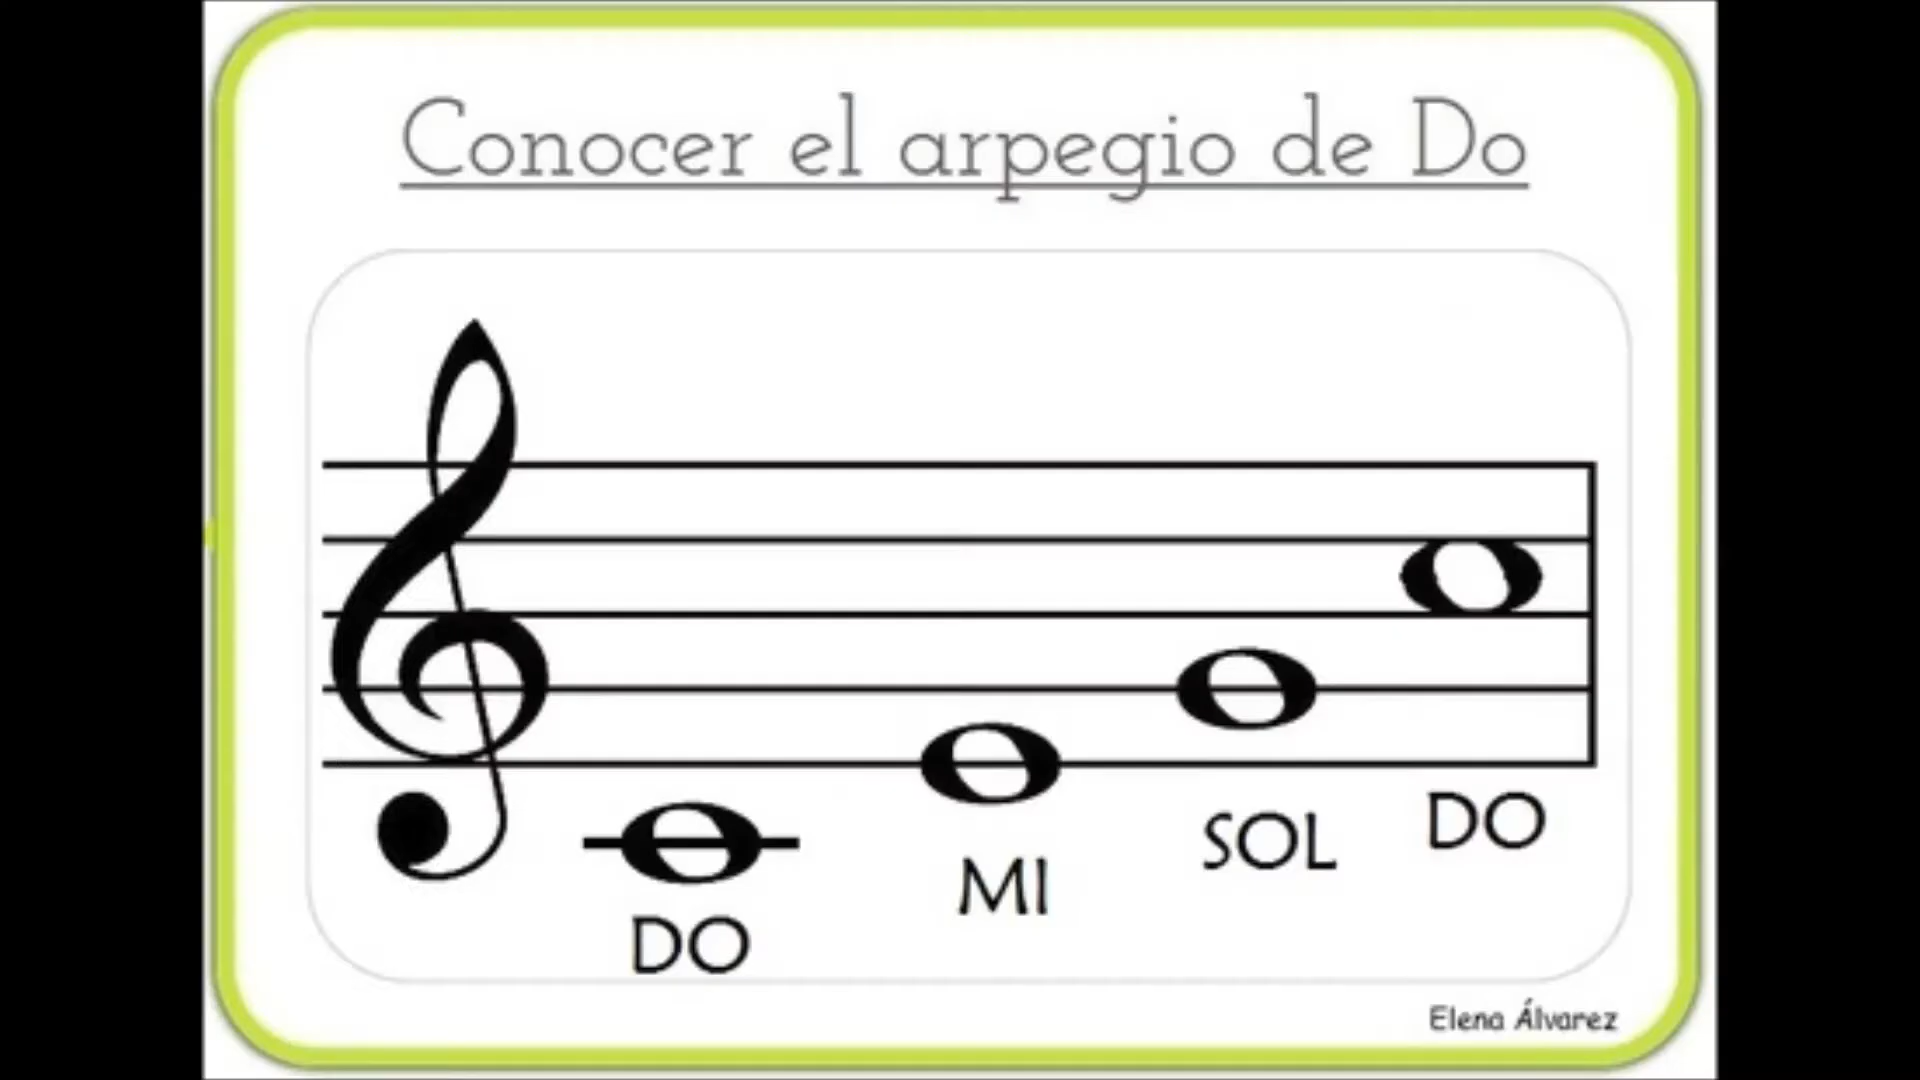 Conocer el arpegio de Do
DO
MI
SOL
DO
Elena Álvarez